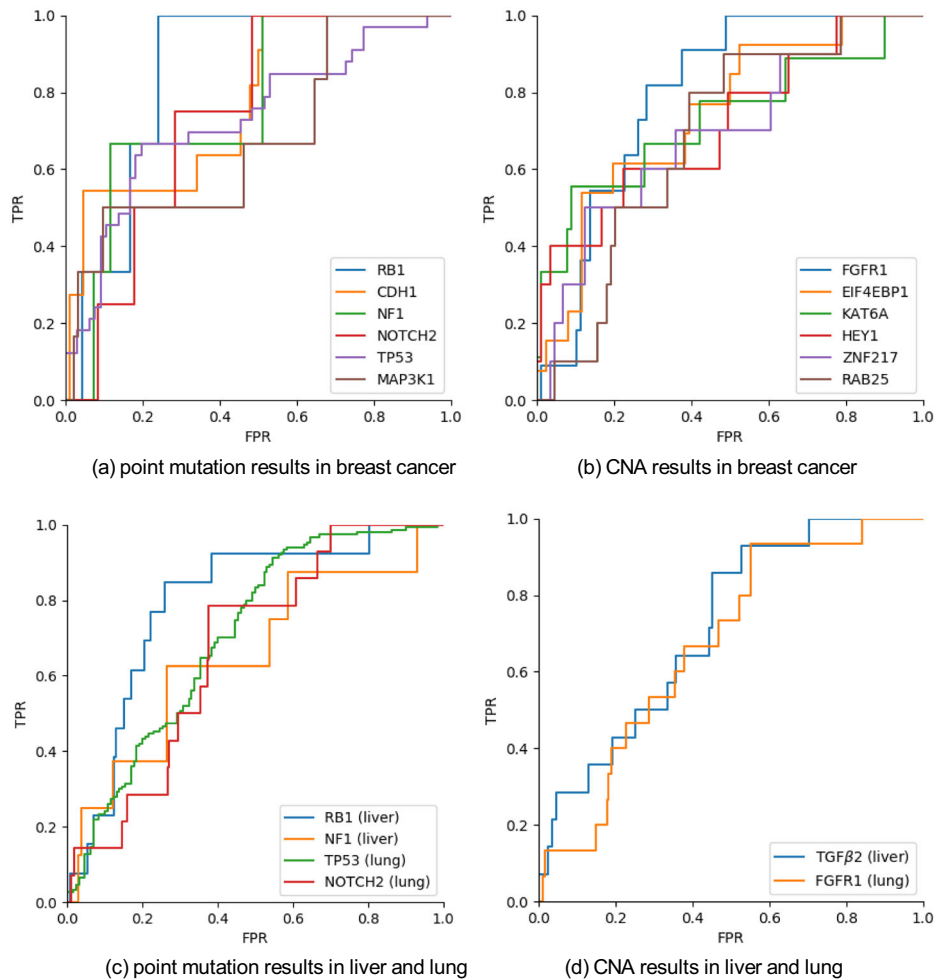 1.0
0.8
0.6
0.4
0.2
0.0
TPR
0.0 0.2 0.4 0.6 0.8 1.0
FPR
RB1
CDH1
NF1
NOTCH2
TP53
MAP3K1
(a) point mutation results in breast cancer
1.0
0.8
0.6
0.4
0.2
0.0
TPR
0.0 0.2 0.4 0.6 0.8 1.0
FPR
FGFR1
EIF4EBP1
KAT6A
HEY1
ZNF217
RAB25
(b) CNA results in breast cancer
1.0
0.8
0.6
0.4
0.2
0.0
TPR
0.0 0.2 0.4 0.6 0.8 1.0
FPR
RB1 (liver)
NF1 (liver)
TP53 (lung)
NOTCH2 (lung)
(c) point mutation results in liver and lung
1.0
0.8
0.6
0.4
0.2
0.0
TPR
0.0 0.2 0.4 0.6 0.8 1.0
FPR
TGFβ2 (liver)
FGFR1 (lung)
(d) CNA results in liver and lung